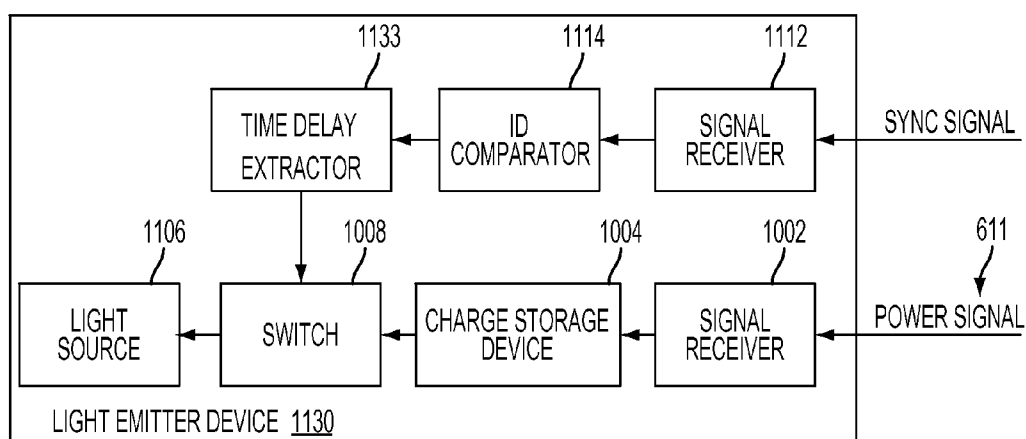 1133
1114
1112
TIME DELAY
EXTRACTOR
ID
COMPARATOR
SIGNAL
RECEIVER
SYNC SIGNAL
1106
1008
1004
1002
611
LIGHT
SOURCE
SWITCH
CHARGE STORAGE
DEVICE
SIGNAL
RECEIVER
POWER SIGNAL
LIGHT EMITTER DEVICE 1130